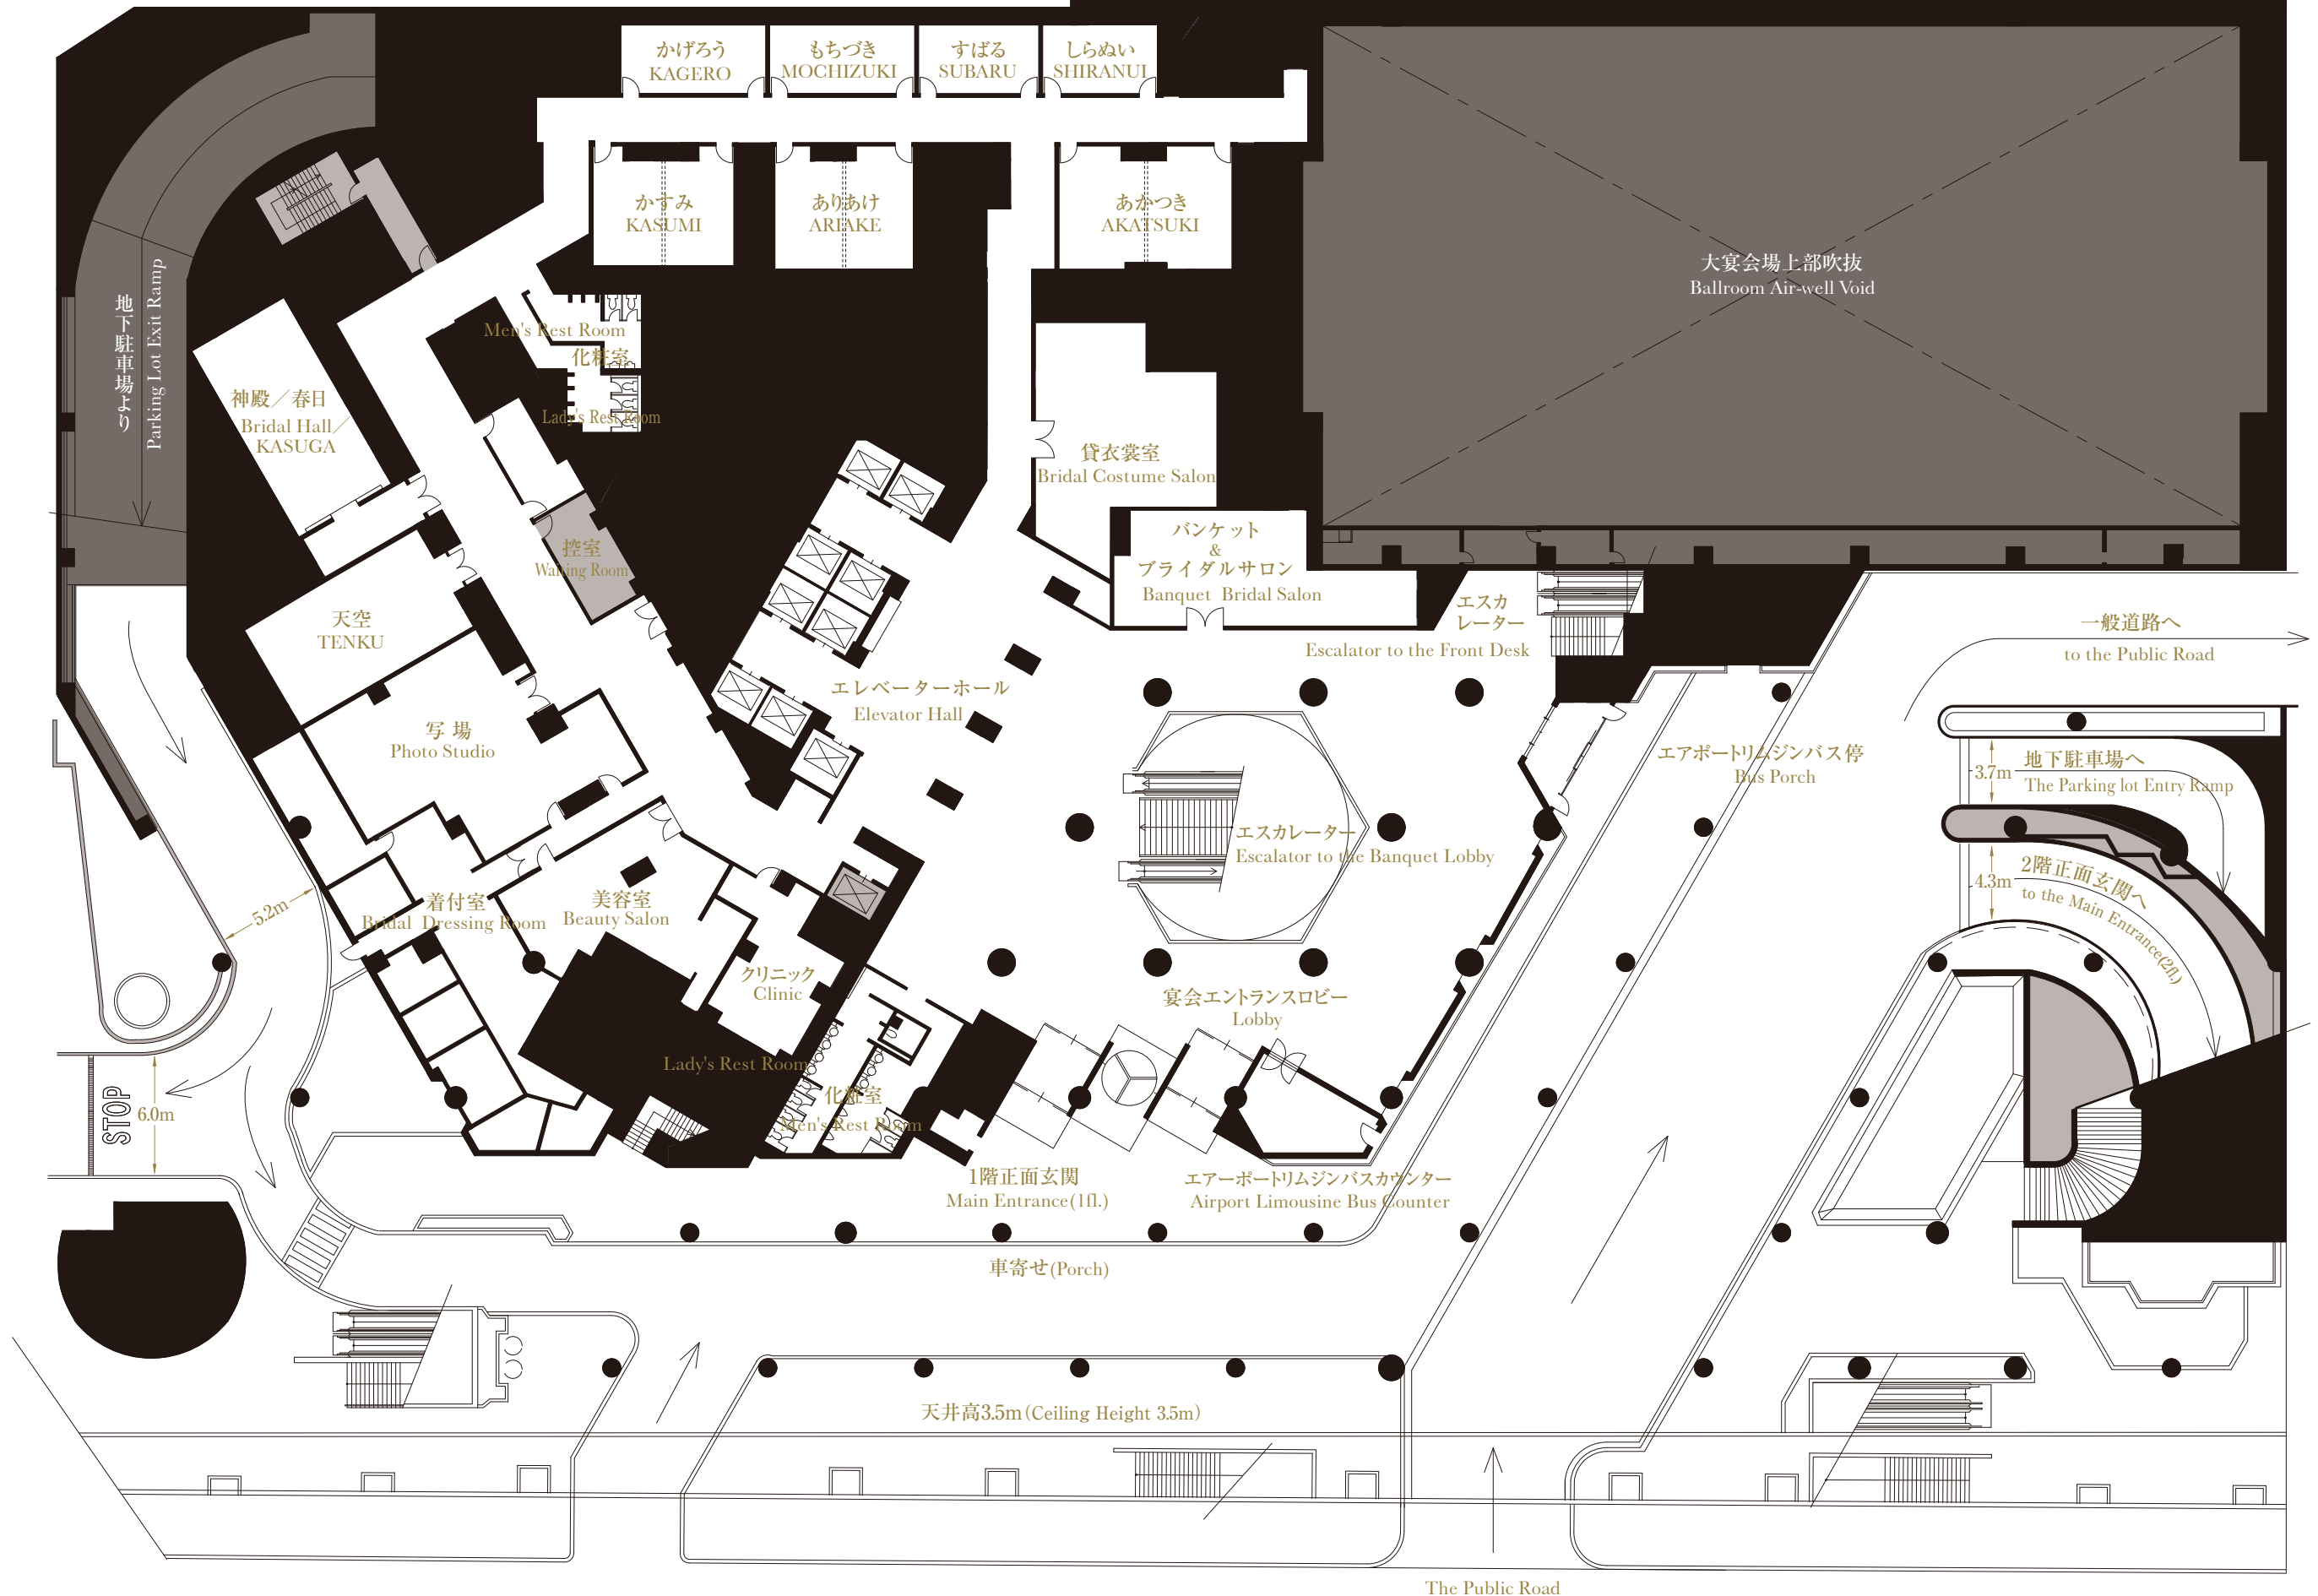 かげろう
KAGERO
もちづき
MOCHIZUKI
すばる
SUBARU
しらぬい
SHIRANUI
かすみ
KASUMI
ありあけ
ARIAKE
あかつき
AKATSUKI
大宴会場上部吹抜
Ballroom Air-well Void
地下駐車場より
Parking Lot Exit Ramp
Men's Rest Room
化粧室
Lady's Rest Room
神殿／春日
Bridal Hall／
KASUGA
貸衣裳室
Bridal Costume Salon
控室
Waiting Room
バンケット
&
ブライダルサロン
Banquet Bridal Salon
天空
TENKU
エスカ
レーター
Escalator to the Front Desk
一般道路へ
to the Public Road
エレベーターホール
Elevator Hall
写場
Photo Studio
エアポートリムジンバス停
Bus Porch
3.7m
地下駐車場へ
The Parking lot Entry Ramp
エスカレーター
Escalator to the Banquet Lobby
4.3m
2階正面玄関へ
to the Main Entrance(2fl.)
5.2m
着付室
Bridal Dressing Room
美容室
Beauty Salon
クリニック
Clinic
宴会エントランスロビー
Lobby
Lady's Rest Room
化粧室
Men's Rest Room
STOP
6.0m
1階正面玄関
Main Entrance(1fl.)
エアーポートリムジンバスカウンター
Airport Limousine Bus Counter
車寄せ(Porch)
天井高3.5m(Ceiling Height 3.5m)
The Public Road